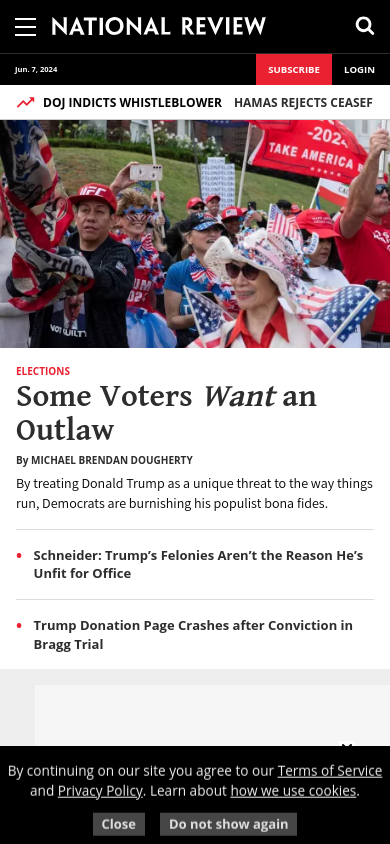 NATIONAL REVIEW
Jun. 7, 2024
SUBSCRIBE
LOGIN
DOJ INDICTS WHISTLEBLOWER
HAMAS REJECTS CEASEF
-2024-
TAKE AMERICA
UFC
ELECTIONS
Some Voters Want an
Outlaw
By MICHAEL BRENDAN DOUGHERTY
By treating Donald Trump as a unique threat to the way things
run, Democrats are burnishing his populist bona fides.
• Schneider: Trump’s Felonies Aren’t the Reason He’s
Unfit for Office
• Trump Donation Page Crashes after Conviction in
Bragg Trial
By continuing on our site you agree to our Terms of Service
and Privacy Policy. Learn about how we use cookies.
Close
Do not show again